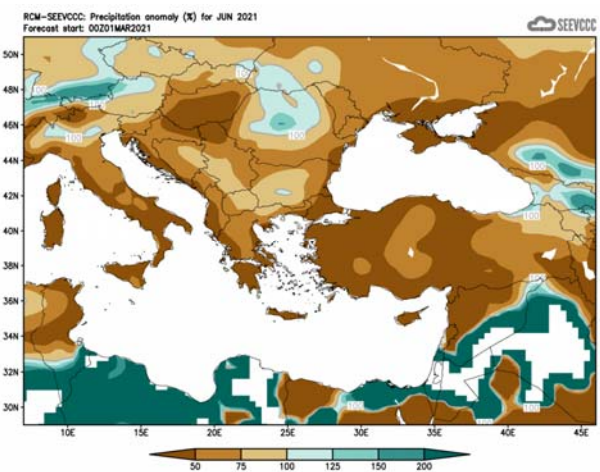 RCM-SEEVCCC: Precipitation anomaly (%) for JUN 2021
Forecast start: 00Z01MAR2021
SEEVCCC
50N
48N
46N
44N
42N
40N
38N
36N
34N
32N
30N
100
100
100
100
100
100
100
100
100
100
10E
15E
20E
25E
30E
35E
40E
45E
50 75 100 125 150 200